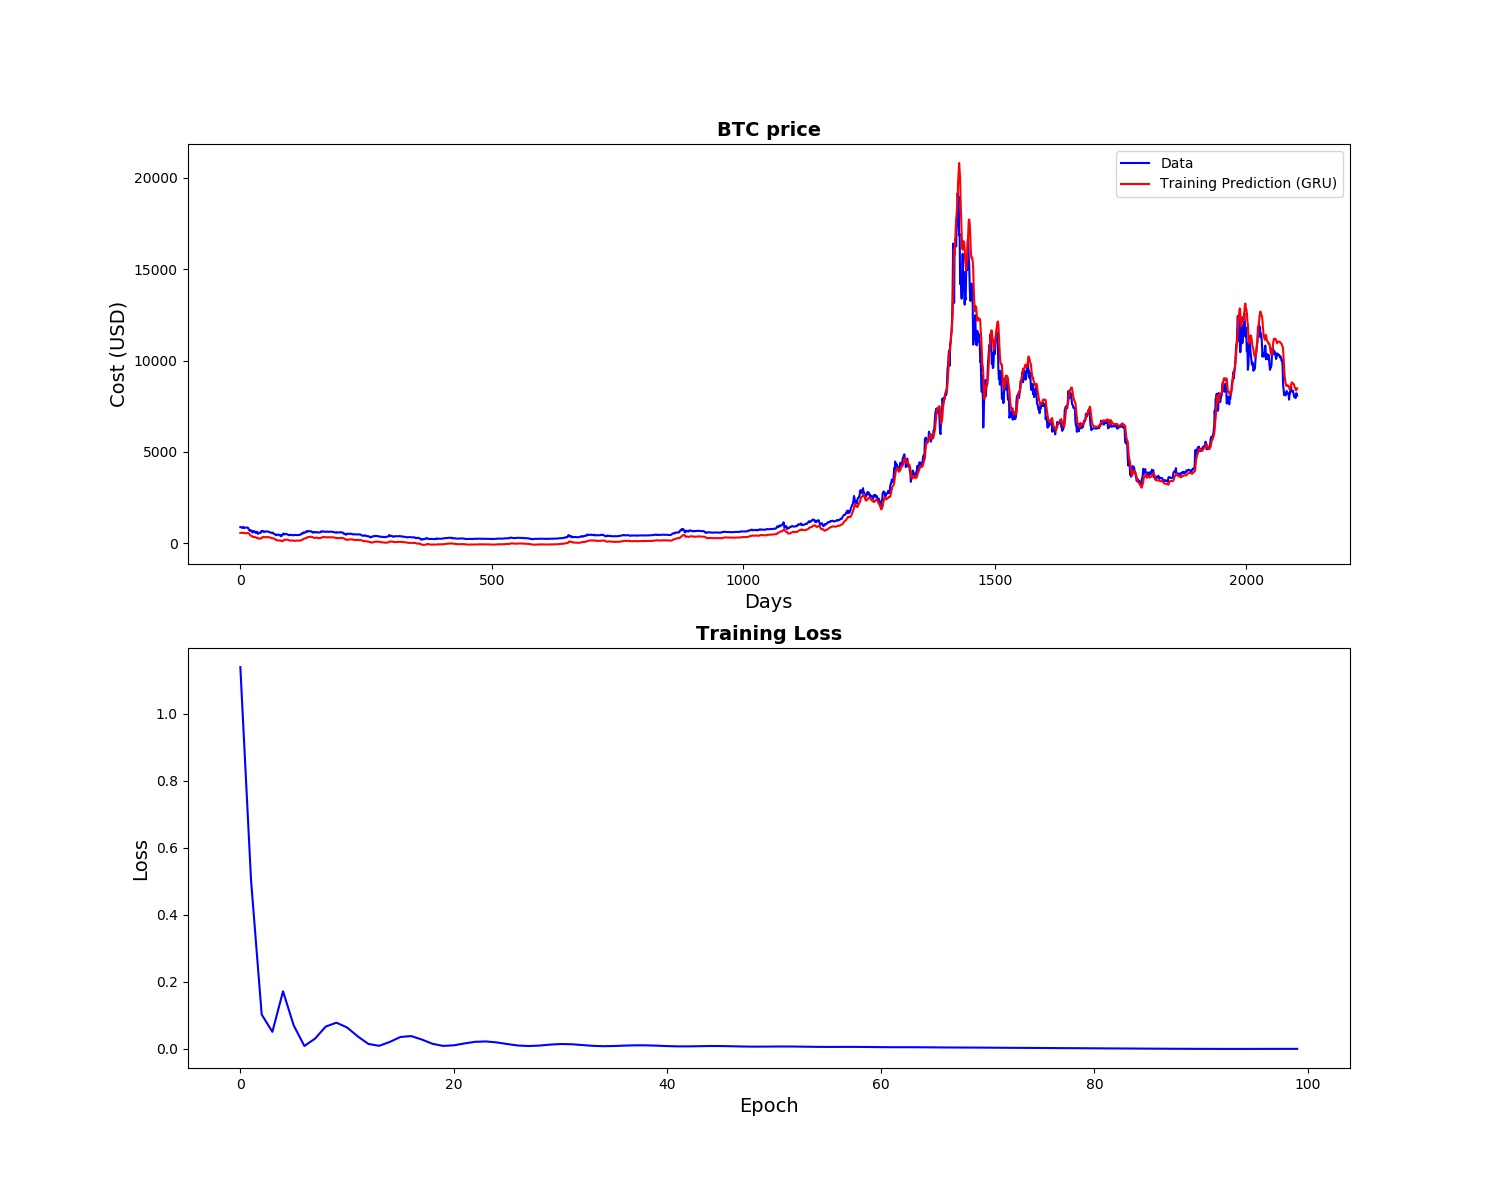 BTC price
Data
Training Prediction (GRU)
20000
15000
10000
5000
0
Cost (USD)
0 500 1000 1500 2000
Days
Training Loss
1.0
0.8
0.6
0.4
0.2
0.0
Loss
0 20 40 60 80 100
Epoch